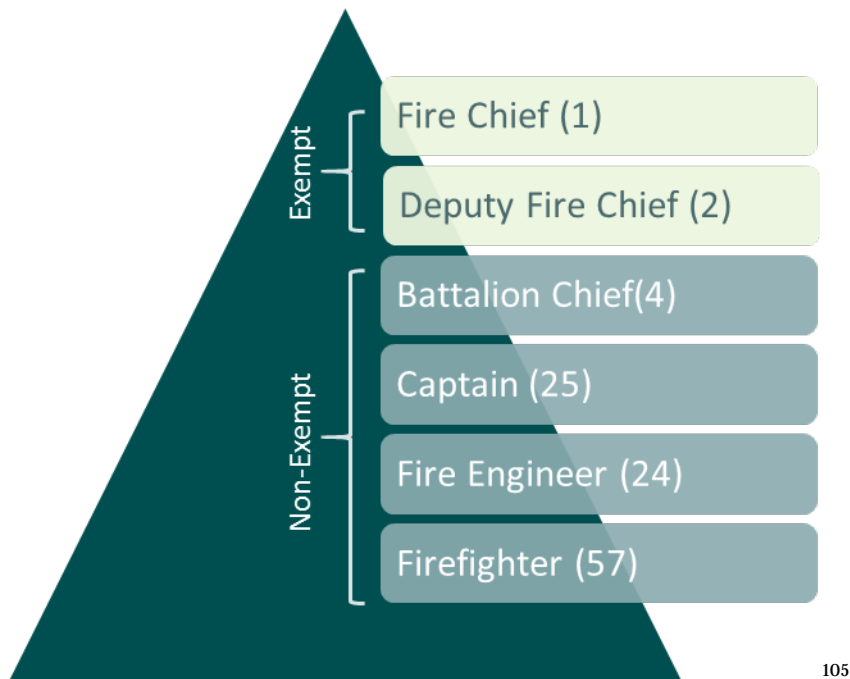 Exempt
Fire Chief (1)
Deputy Fire Chief (2)
Non-Exempt
Battalion Chief(4)
Captain (25)
Fire Engineer (24)
Firefighter (57)
105